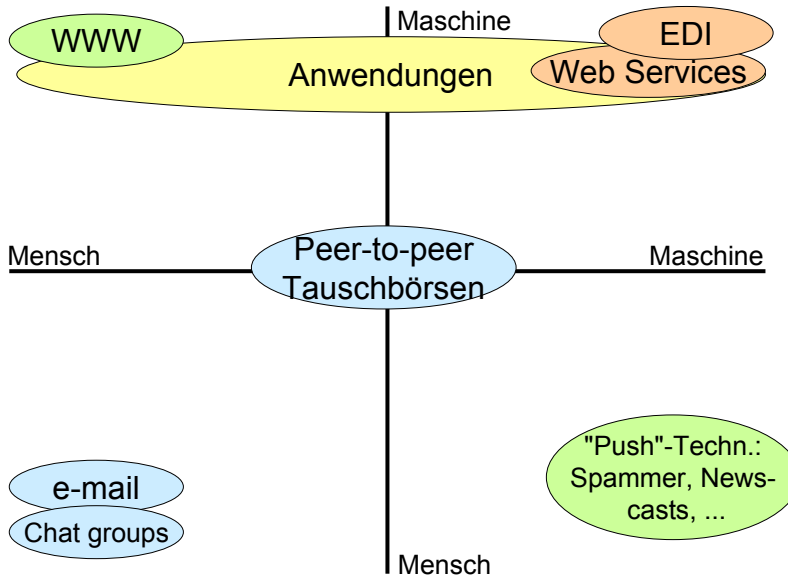 Maschine
WWW
EDI
Anwendungen
Web Services
Mensch
Peer-to-peer
Tauschbörsen
Maschine
"Push"-Techn.:
Spammer, News-
casts, ...
e-mail
Chat groups
Mensch